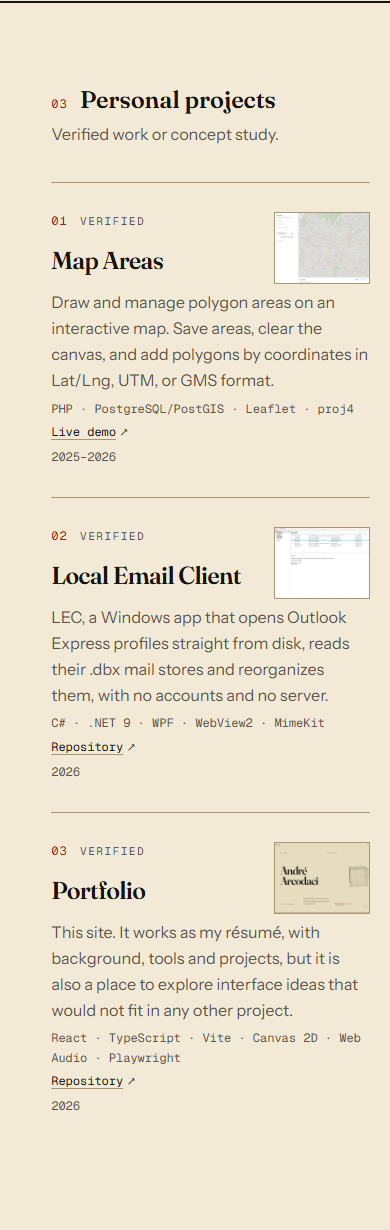 03 Personal projects
Verified work or concept study.
01 VERIFIED
Map Areas
Draw and manage polygon areas on an
interactive map. Save areas, clear the
canvas, and add polygons by coordinates in
Lat/Lng, UTM, or GMS format.
PHP · PostgreSQL/PostGIS · Leaflet · proj4
Live demo ↗
2025–2026
02 VERIFIED
Local Email Client
LEC, a Windows app that opens Outlook
Express profiles straight from disk, reads
their .dbx mail stores and reorganizes
them, with no accounts and no server.
C# · .NET 9 · WPF · WebView2 · MimeKit
Repository ↗
2026
03 VERIFIED
Portfolio
André
Arcodaci
This site. It works as my résumé, with
background, tools and projects, but it is
also a place to explore interface ideas that
would not fit in any other project.
React · TypeScript · Vite · Canvas 2D · Web
Audio · Playwright
Repository ↗
2026